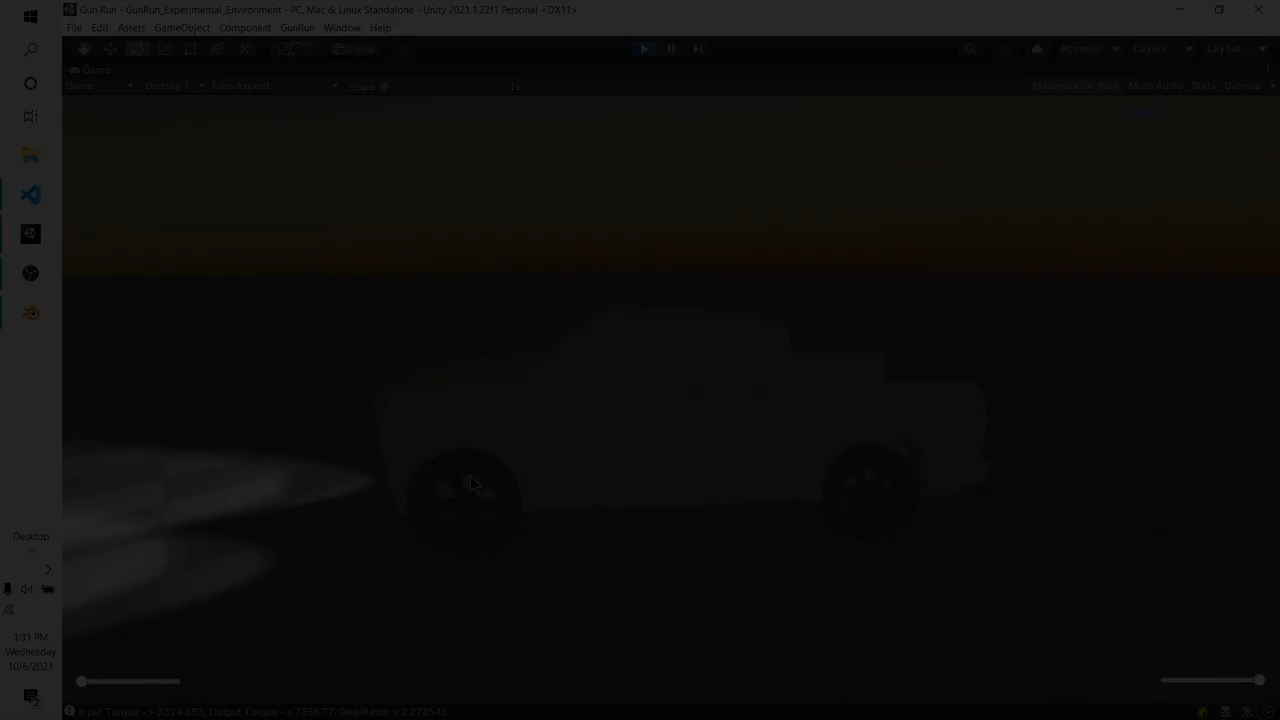 Gun Run - GunRun_Experimental_Environment - PC, Mac & Linux Standalone - Unity 2021.1.22f1 Personal <DX11>
File Edit Assets GameObject Component GunRun Window Help
Global Account Layers Layout
Game
Game Display 1 Free Aspect Scale 1x Maximize On Play Mute Audio Stats Gizmos
Desktop
1:31 PM
Wednesday
10/6/2021
2
Input Torque -> 3324.683, Output Torque -> 7558.77, GearRatio-> 2.273545